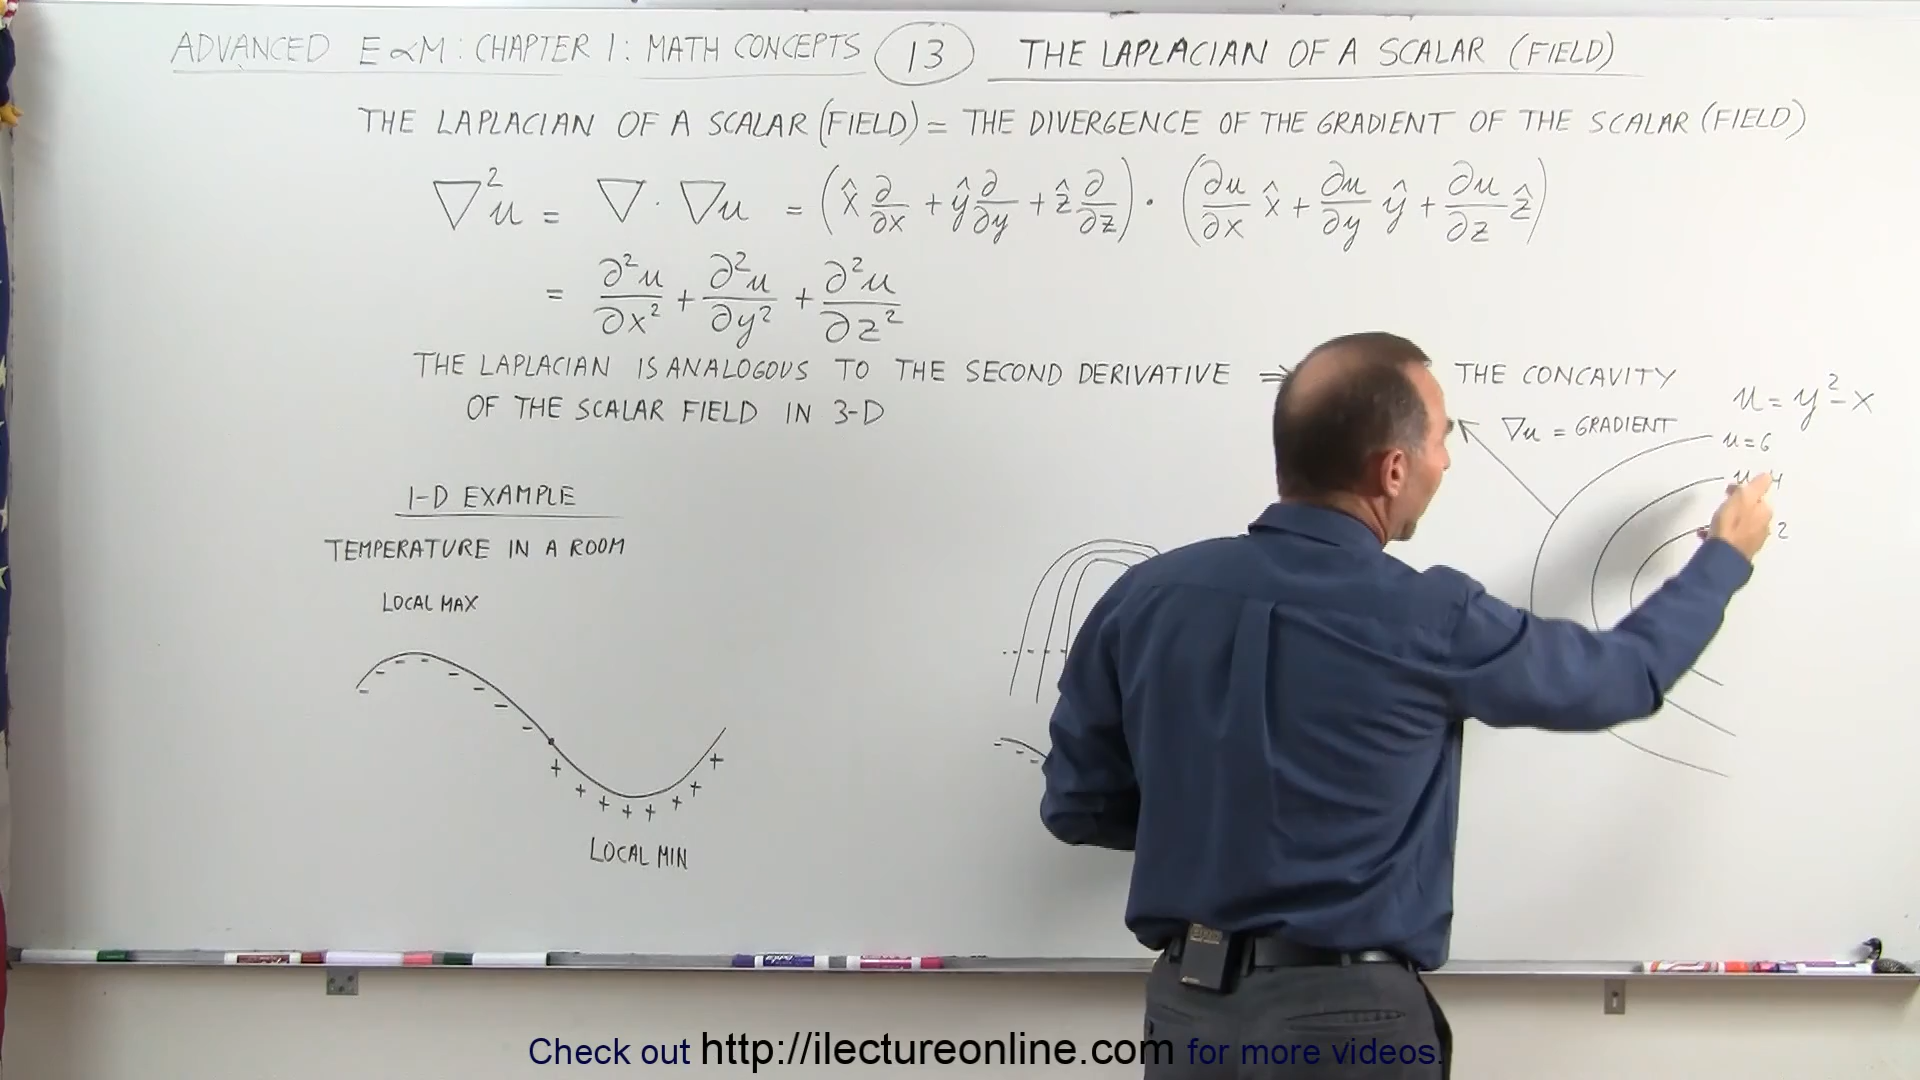 ADVANCED E∝M: CHAPTER 1: MATH CONCEPTS 13 THE LAPLACIAN OF A SCALAR (FIELD)
THE LAPLACIAN OF A SCALAR (FIELD) = THE DIVERGENCE OF THE GRADIENT OF THE SCALAR (FIELD)
∇²u = ∇ · ∇u = (x̂ ∂/∂x + ŷ ∂/∂y + ẑ ∂/∂z) · (∂u/∂x x̂ + ∂u/∂y ŷ + ∂u/∂z ẑ)
= ∂²u/∂x² + ∂²u/∂y² + ∂²u/∂z²
THE LAPLACIAN IS ANALOGOUS TO THE SECOND DERIVATIVE ⇒ THE CONCAVITY
OF THE SCALAR FIELD IN 3-D
u = y² - x
∇u = GRADIENT
u = 6
u 4
2
1-D EXAMPLE
TEMPERATURE IN A ROOM
LOCAL MAX
- - - - - - - -
+ + + + + + + +
LOCAL MIN
Check out http://ilectureonline.com for more videos.